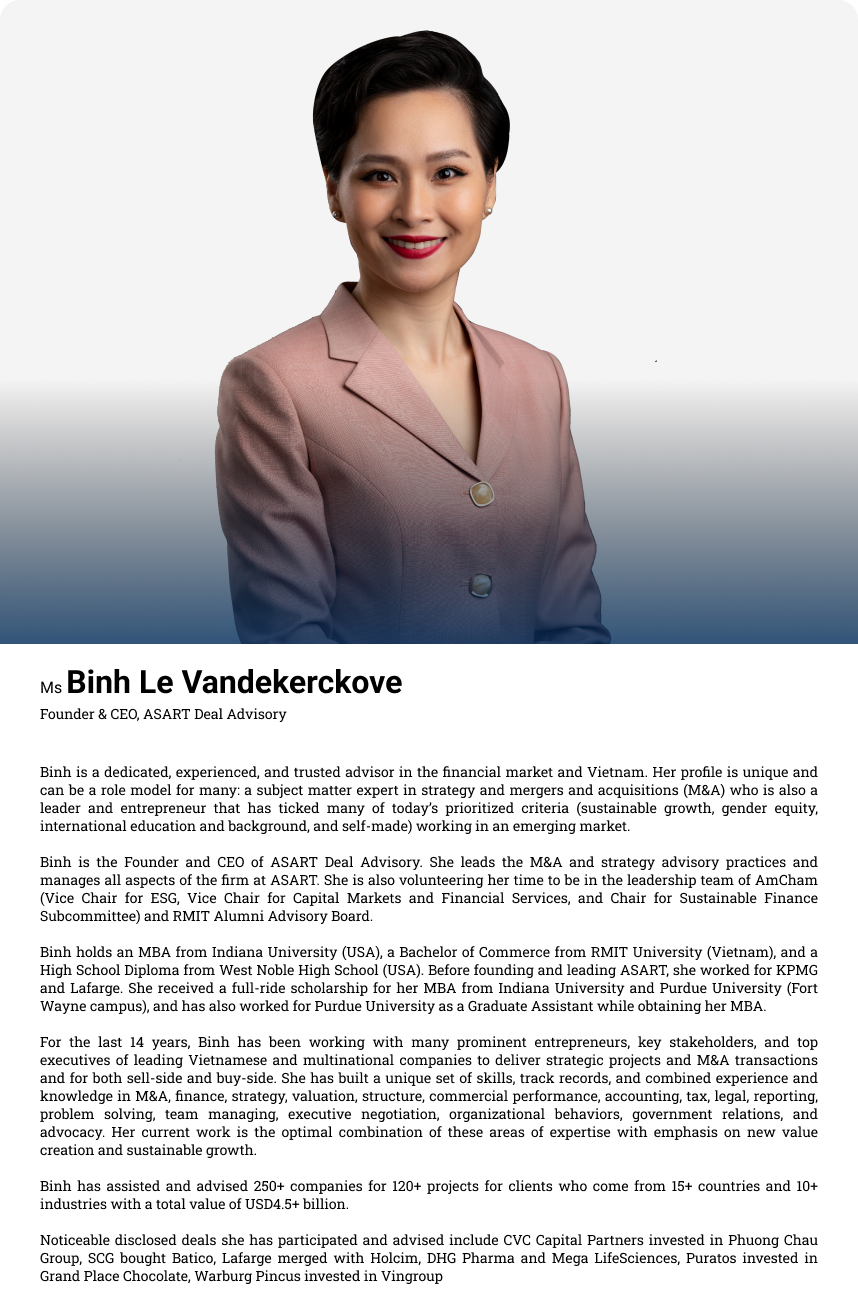 Ms Binh Le Vandekerckove
Founder & CEO, ASART Deal Advisory
Binh is a dedicated, experienced, and trusted advisor in the financial market and Vietnam. Her profile is unique and
can be a role model for many: a subject matter expert in strategy and mergers and acquisitions (M&A) who is also a
leader and entrepreneur that has ticked many of today’s prioritized criteria (sustainable growth, gender equity,
international education and background, and self-made) working in an emerging market.
Binh is the Founder and CEO of ASART Deal Advisory. She leads the M&A and strategy advisory practices and
manages all aspects of the firm at ASART. She is also volunteering her time to be in the leadership team of AmCham
(Vice Chair for ESG, Vice Chair for Capital Markets and Financial Services, and Chair for Sustainable Finance
Subcommittee) and RMIT Alumni Advisory Board.
Binh holds an MBA from Indiana University (USA), a Bachelor of Commerce from RMIT University (Vietnam), and a
High School Diploma from West Noble High School (USA). Before founding and leading ASART, she worked for KPMG
and Lafarge. She received a full-ride scholarship for her MBA from Indiana University and Purdue University (Fort
Wayne campus), and has also worked for Purdue University as a Graduate Assistant while obtaining her MBA.
For the last 14 years, Binh has been working with many prominent entrepreneurs, key stakeholders, and top
executives of leading Vietnamese and multinational companies to deliver strategic projects and M&A transactions
and for both sell-side and buy-side. She has built a unique set of skills, track records, and combined experience and
knowledge in M&A, finance, strategy, valuation, structure, commercial performance, accounting, tax, legal, reporting,
problem solving, team managing, executive negotiation, organizational behaviors, government relations, and
advocacy. Her current work is the optimal combination of these areas of expertise with emphasis on new value
creation and sustainable growth.
Binh has assisted and advised 250+ companies for 120+ projects for clients who come from 15+ countries and 10+
industries with a total value of USD4.5+ billion.
Noticeable disclosed deals she has participated and advised include CVC Capital Partners invested in Phuong Chau
Group, SCG bought Batico, Lafarge merged with Holcim, DHG Pharma and Mega LifeSciences, Puratos invested in
Grand Place Chocolate, Warburg Pincus invested in Vingroup